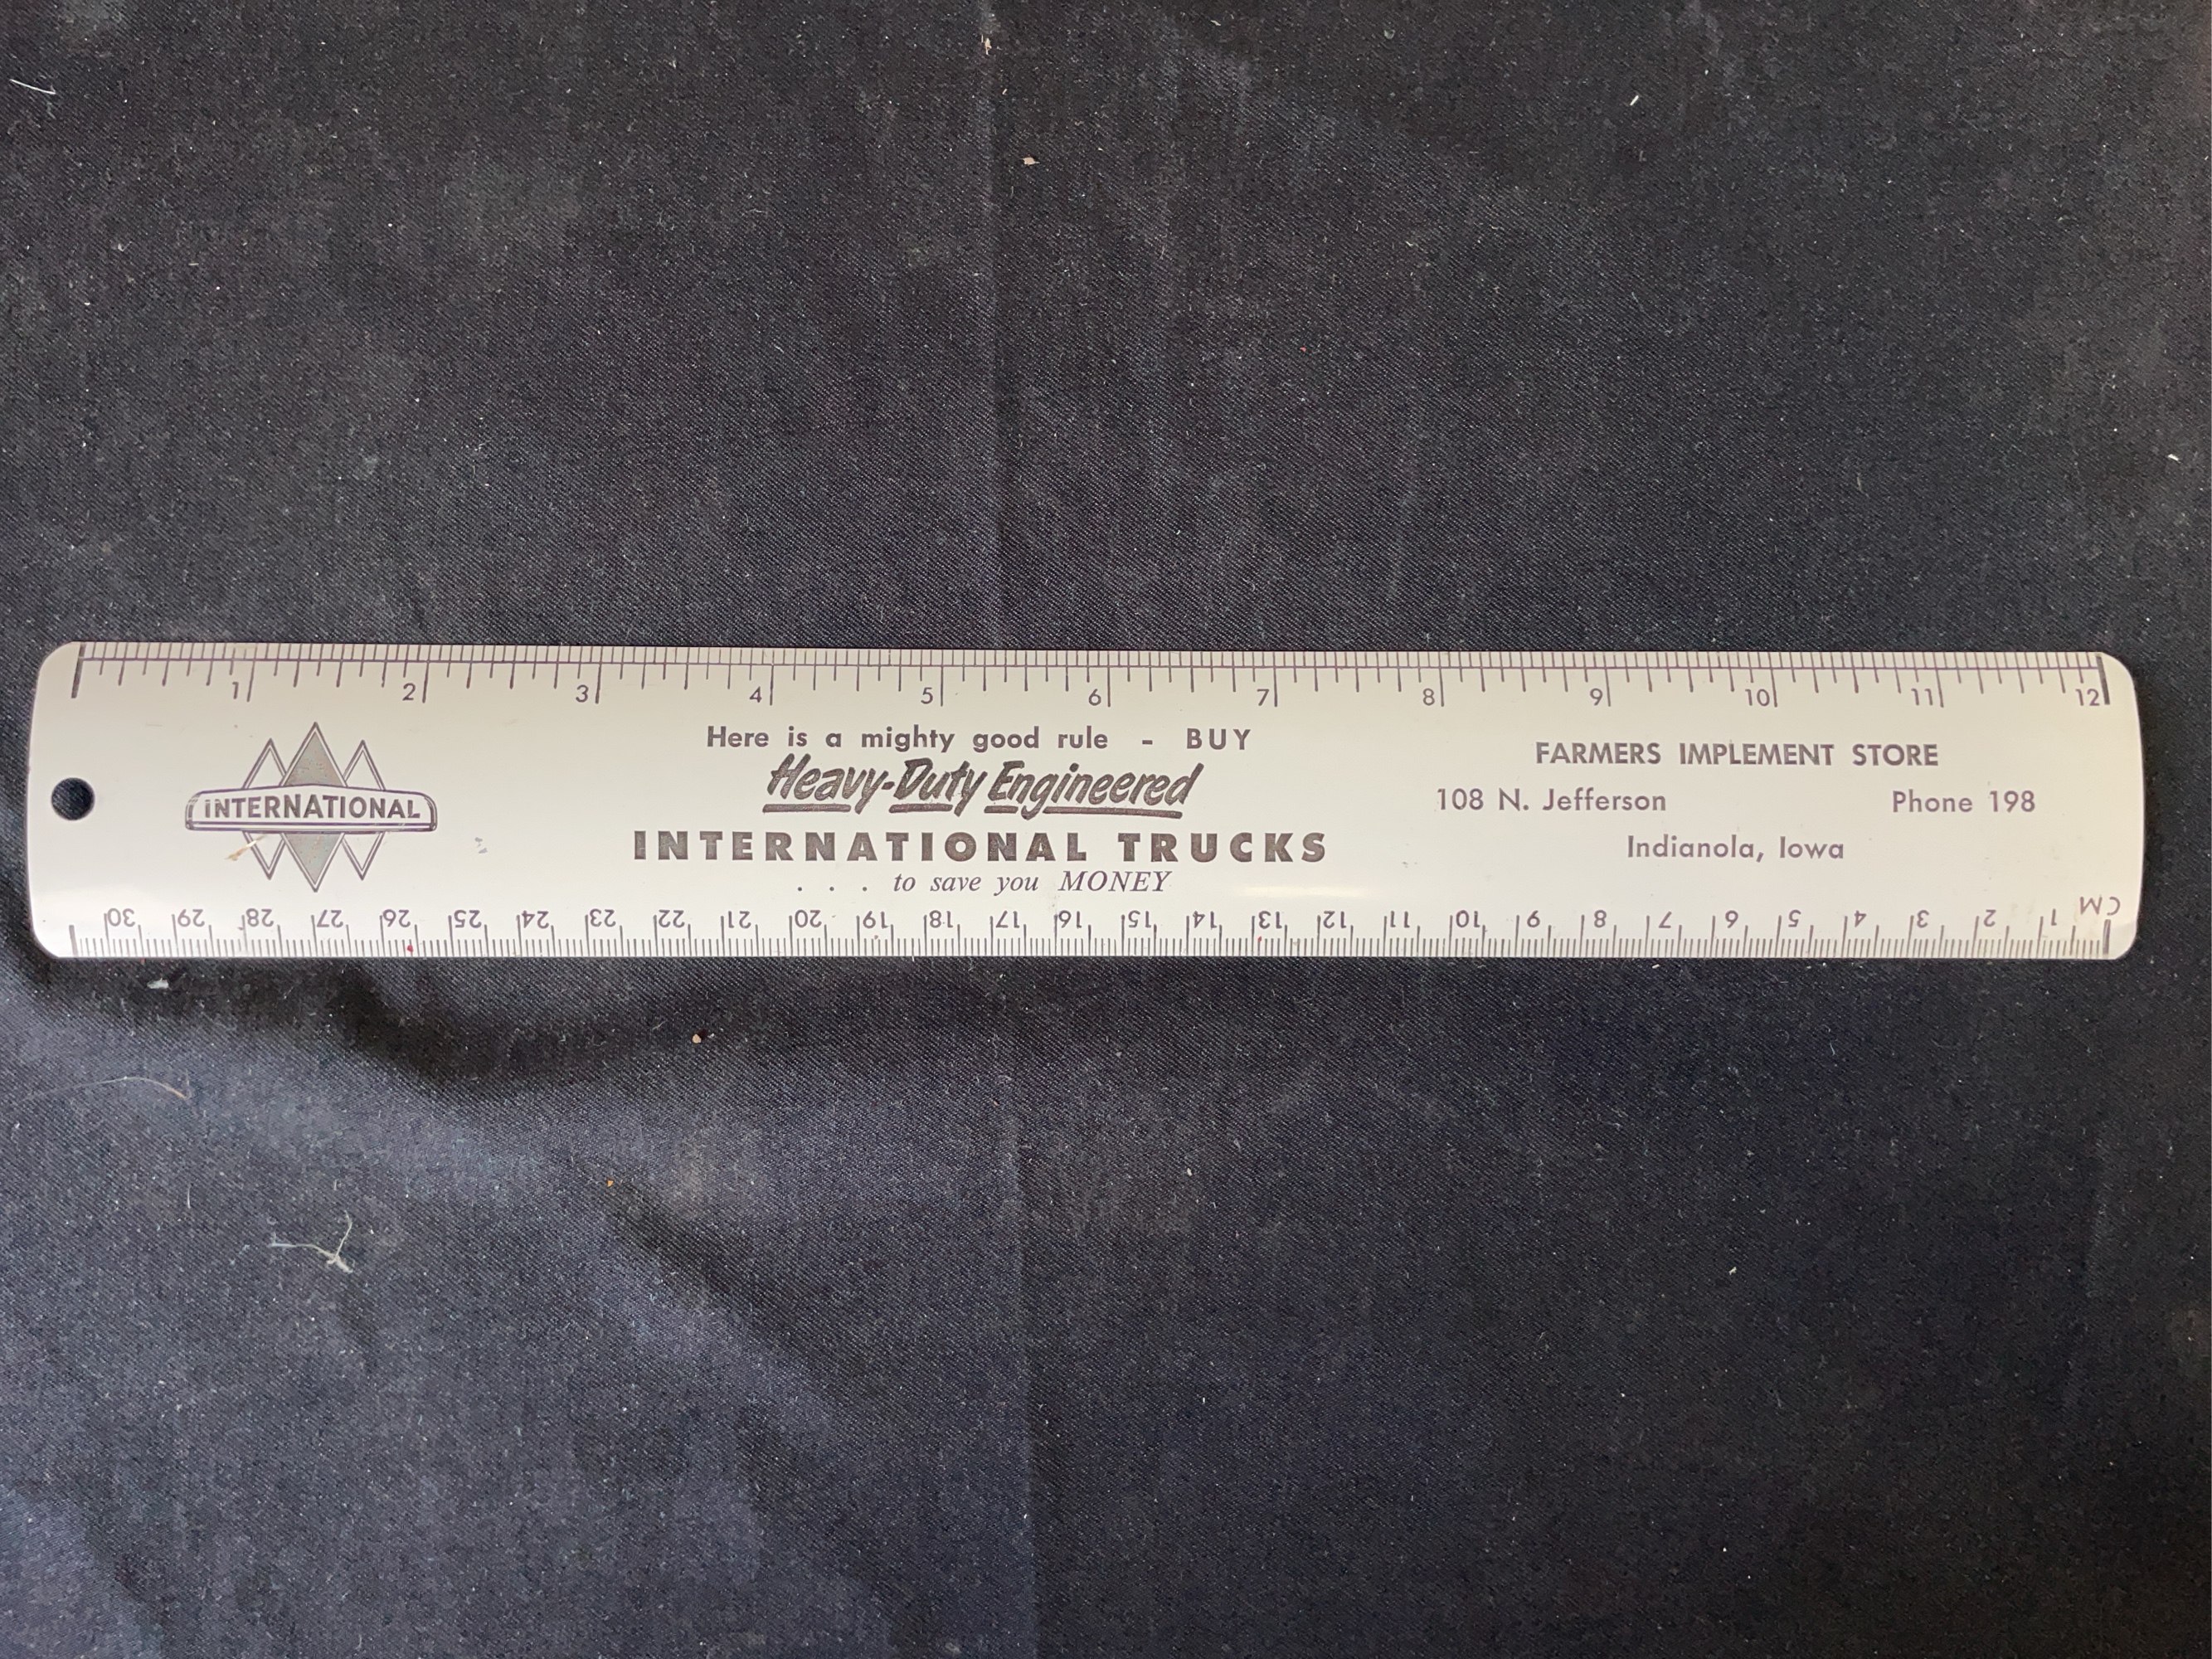 1 2 3 4 5 6 7 8 9 10 11 12
INTERNATIONAL
Here is a mighty good rule - BUY
Heavy-Duty Engineered
INTERNATIONAL TRUCKS
. . . to save you MONEY
FARMERS IMPLEMENT STORE
108 N. Jefferson Phone 198
Indianola, Iowa
CM 1 2 3 4 5 6 7 8 9 10 11 12 13 14 15 16 17 18 19 20 21 22 23 24 25 26 27 28 29 30